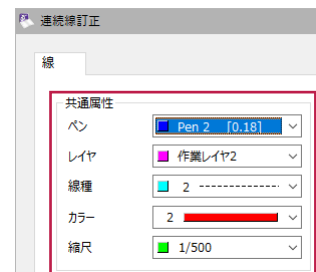 連続線訂正
線
共通属性
ペン Pen 2 [0.18]
レイヤ 作業レイヤ2
線種 2
カラー 2
縮尺 1/500